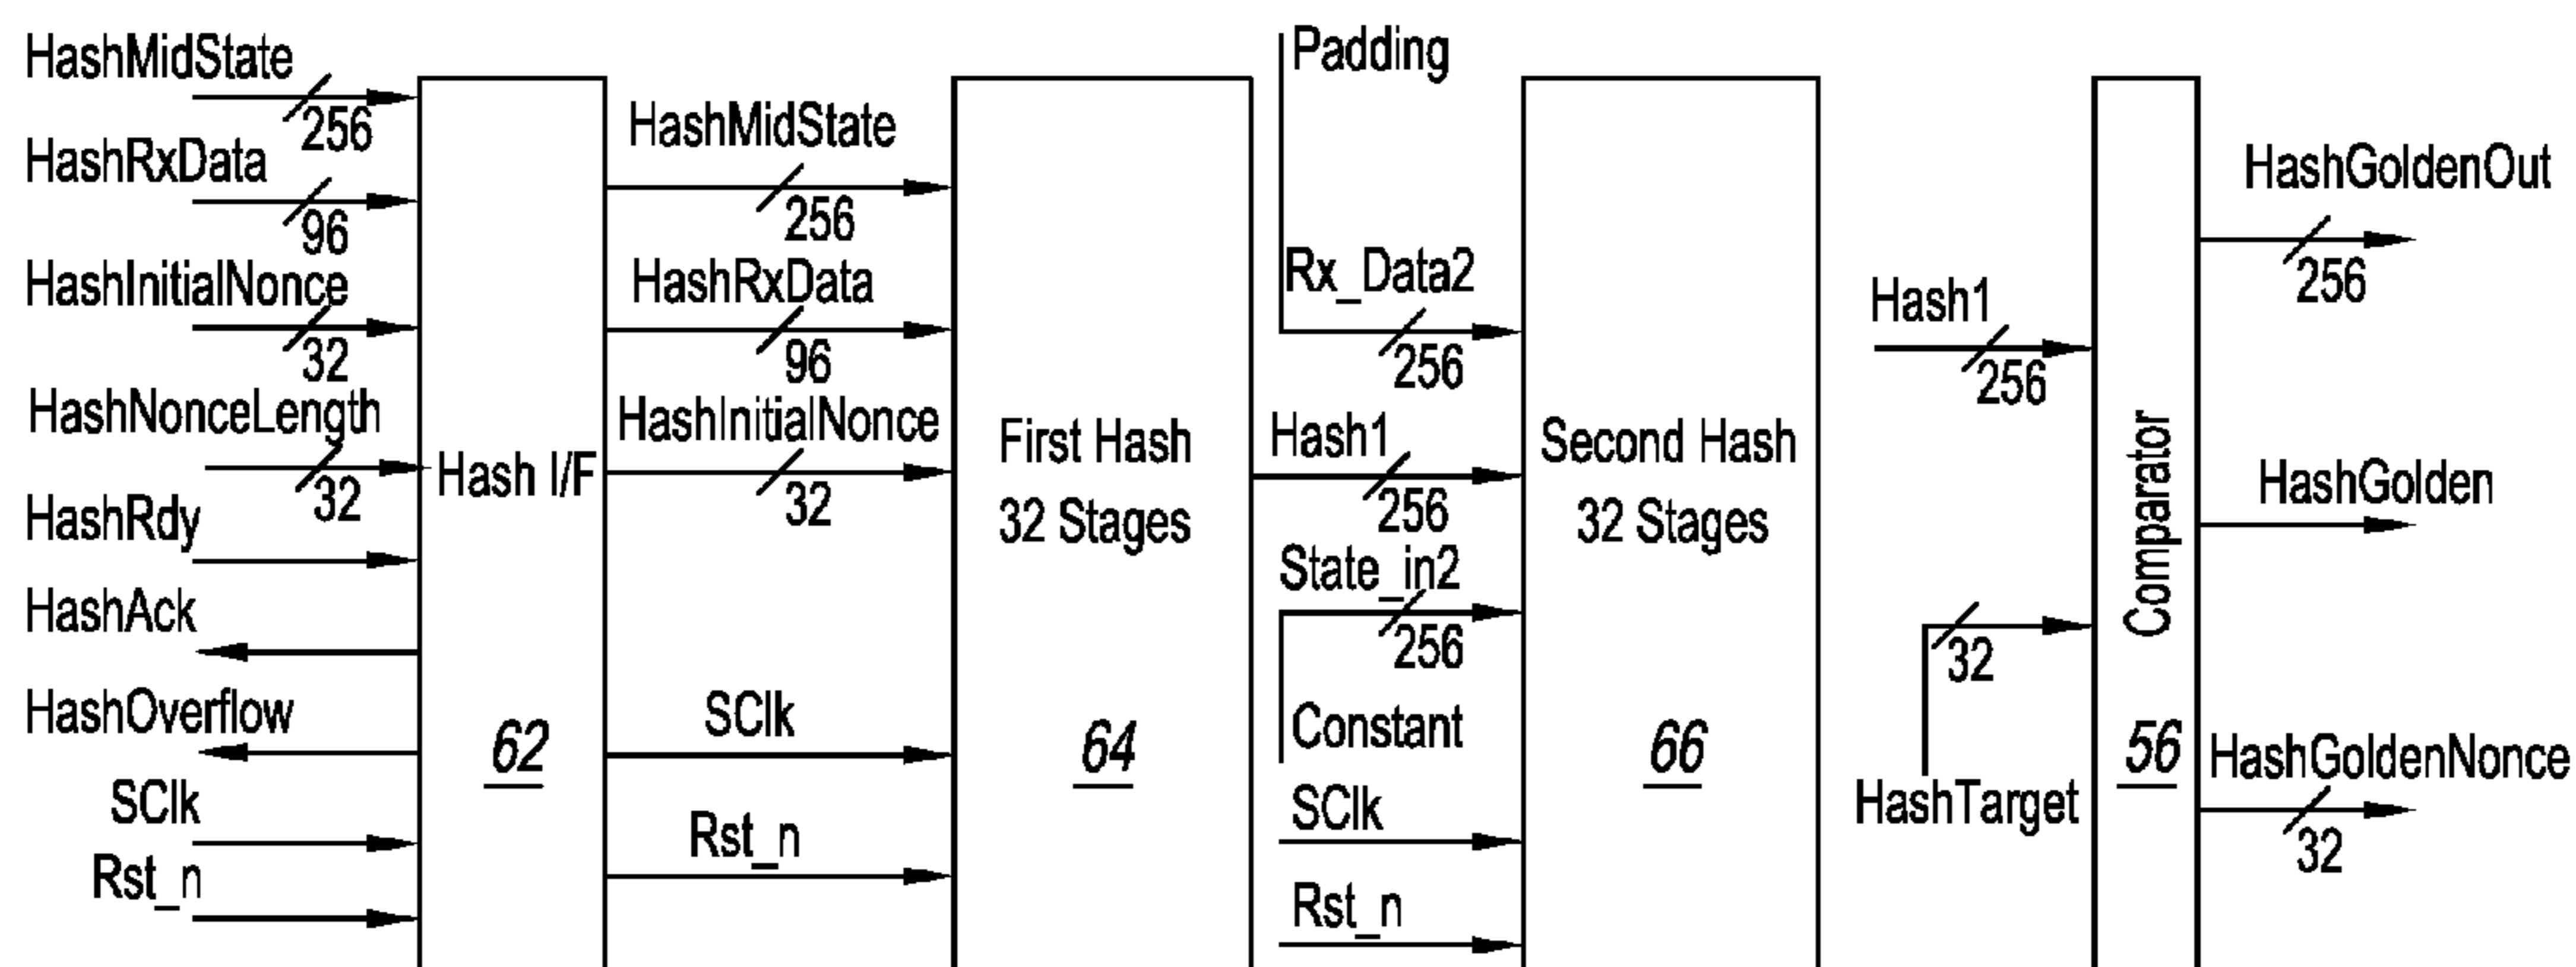 HashMidState
256
HashRxData
96
HashInitialNonce
32
HashNonceLength
32
HashRdy
HashAck
HashOverflow
SClk
Rst_n
Hash I/F
62
HashMidState
256
HashRxData
96
HashInitialNonce
32
SClk
Rst_n
First Hash
32 Stages
64
Padding
Rx_Data2
256
Hash1
256
State_in2
256
Constant
SClk
Rst_n
Second Hash
32 Stages
66
Hash1
256
32
HashTarget
Comparator
56
HashGoldenOut
256
HashGolden
HashGoldenNonce
32